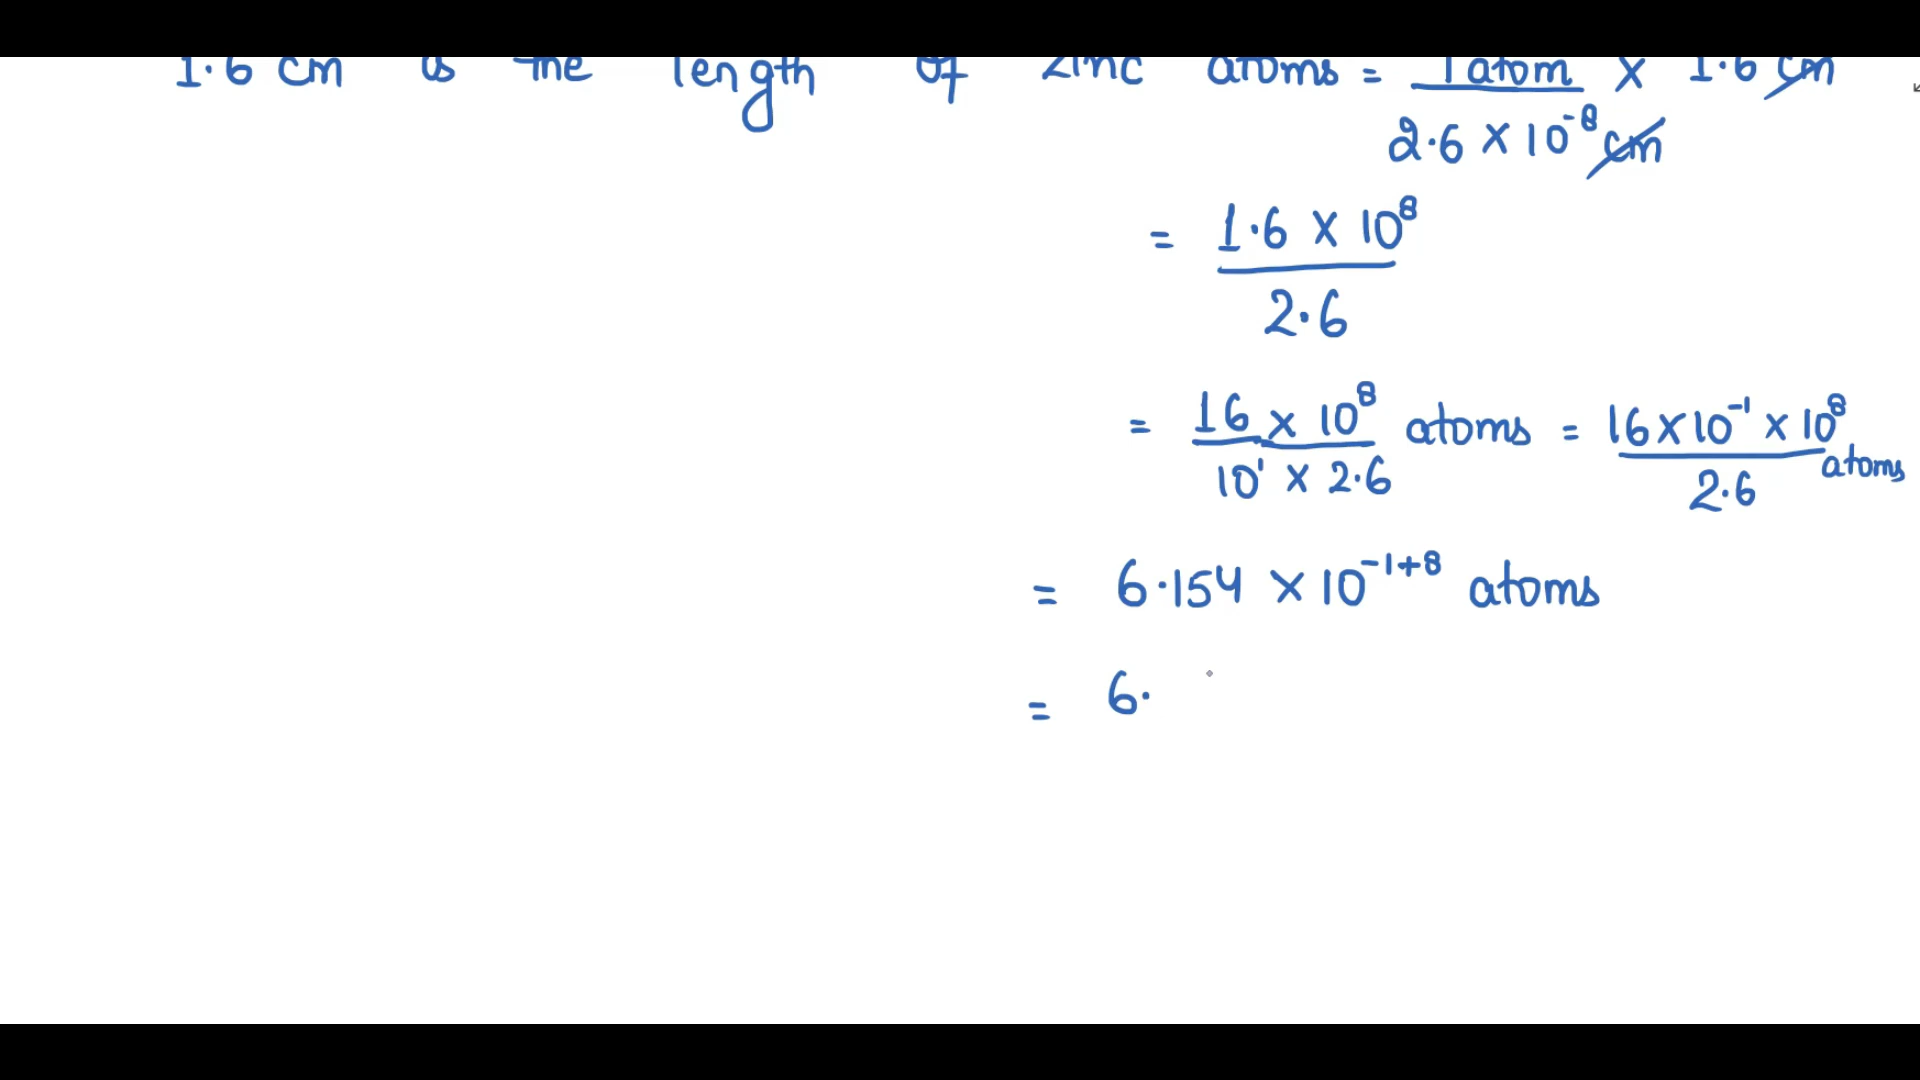 1.6 cm is the length of zinc atoms = 1 atom / 2.6 × 10⁻⁸ cm × 1.6 cm
= 1.6 × 10⁸ / 2.6
= 16 × 10⁸ / 10¹ × 2.6 atoms = 16 × 10⁻¹ × 10⁸ / 2.6 atoms
= 6.154 × 10⁻¹⁺⁸ atoms
= 6.